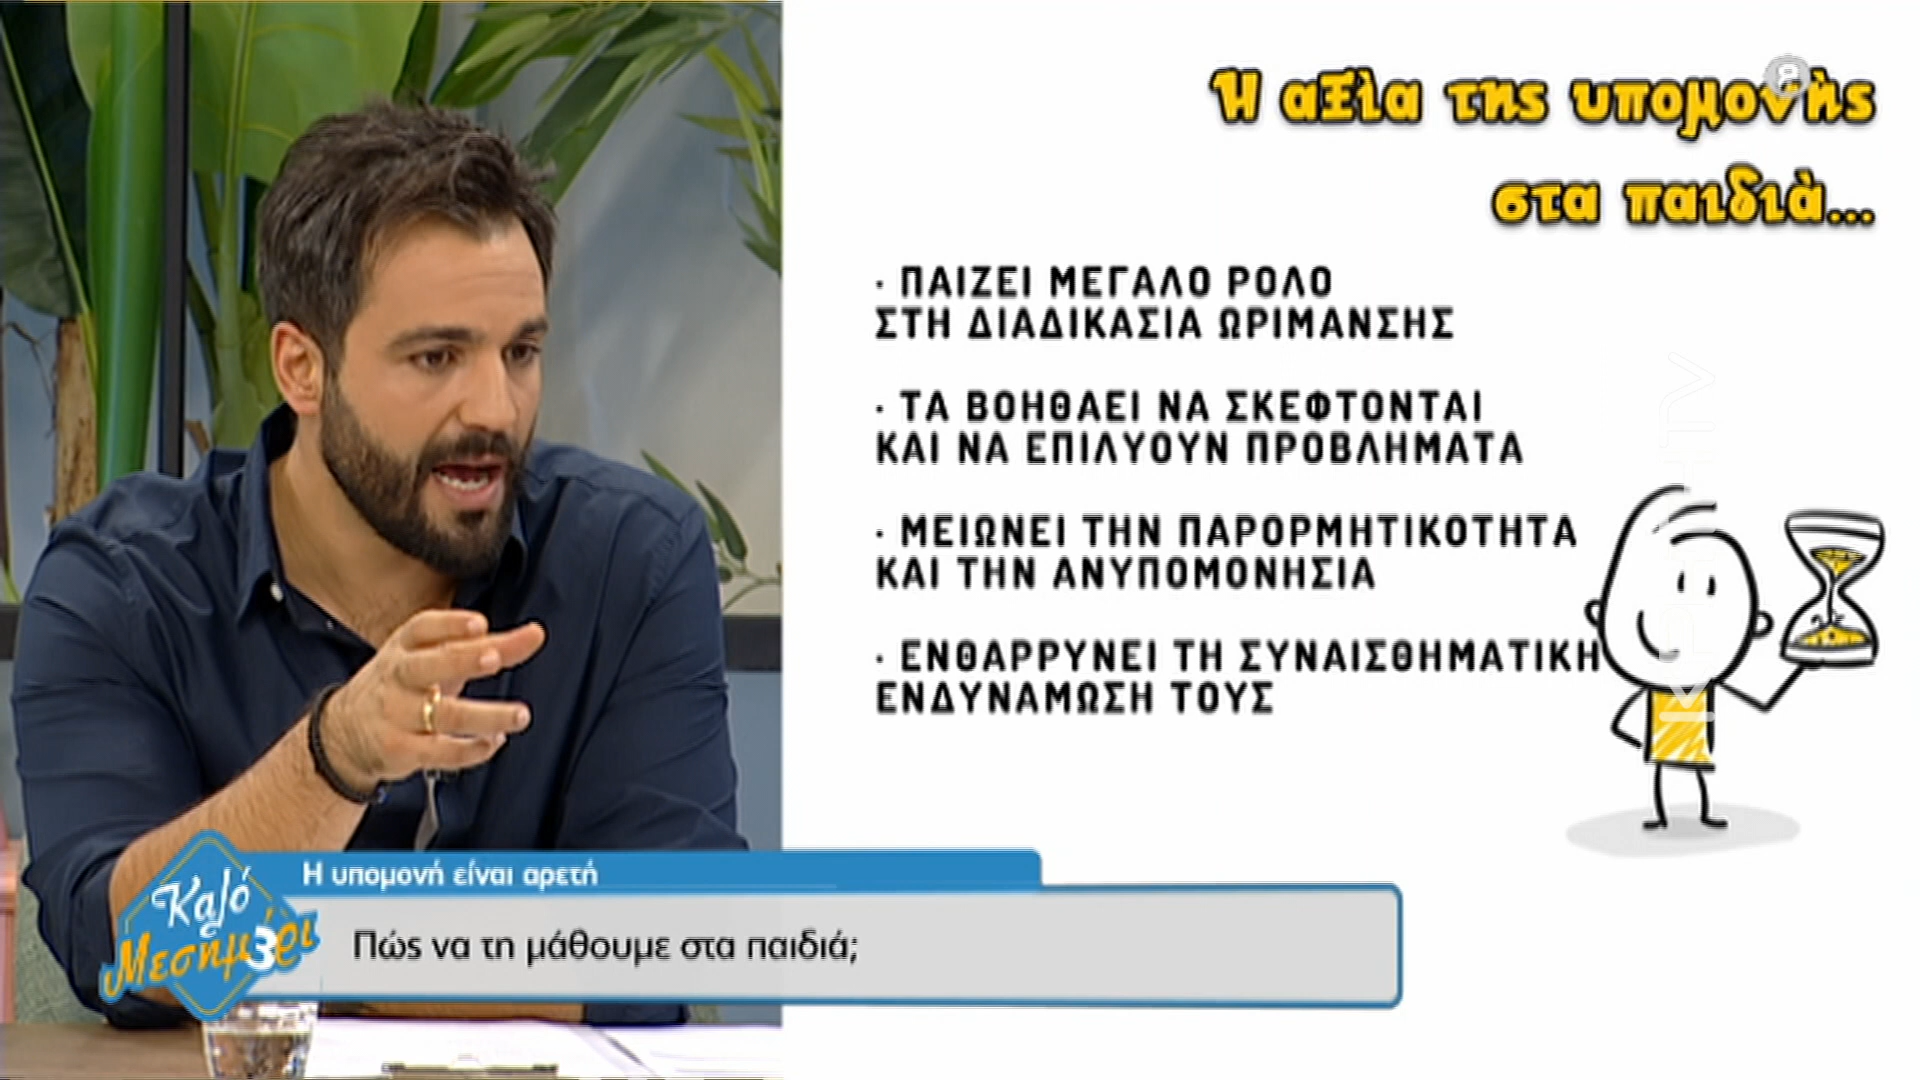 Η αξία της υπομονής
στα παιδιά...
· ΠΑΙΖΕΙ ΜΕΓΑΛΟ ΡΟΛΟ
ΣΤΗ ΔΙΑΔΙΚΑΣΙΑ ΩΡΙΜΑΝΣΗΣ
· ΤΑ ΒΟΗΘΑΕΙ ΝΑ ΣΚΕΦΤΟΝΤΑΙ
ΚΑΙ ΝΑ ΕΠΙΛΥΟΥΝ ΠΡΟΒΛΗΜΑΤΑ
· ΜΕΙΩΝΕΙ ΤΗΝ ΠΑΡΟΡΜΗΤΙΚΟΤΗΤΑ
ΚΑΙ ΤΗΝ ΑΝΥΠΟΜΟΝΗΣΙΑ
· ΕΝΘΑΡΡΥΝΕΙ ΤΗ ΣΥΝΑΙΣΘΗΜΑΤΙΚΗ
ΕΝΔΥΝΑΜΩΣΗ ΤΟΥΣ
Η υπομονή είναι αρετή
Καλό
Μεσημ3έρι
Πώς να τη μάθουμε στα παιδιά;
8